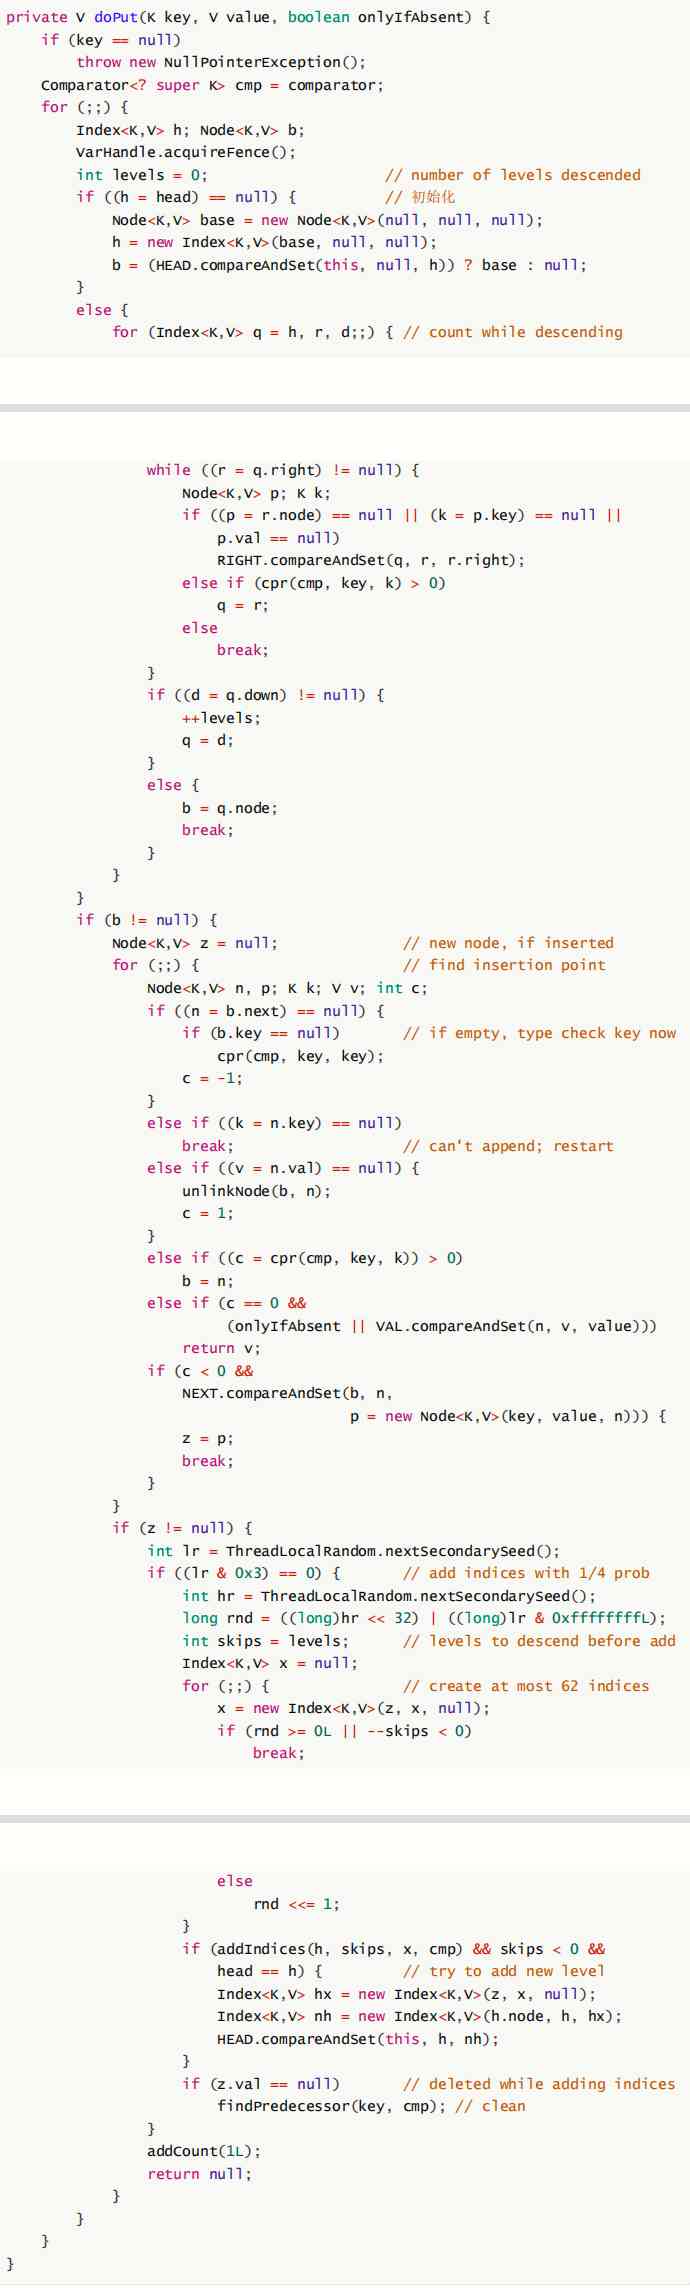 private V doPut(K key, V value, boolean onlyIfAbsent) {
    if (key == null)
        throw new NullPointerException();
    Comparator<? super K> cmp = comparator;
    for (;;) {
        Index<K,V> h; Node<K,V> b;
        VarHandle.acquireFence();
        int levels = 0;                    // number of levels descended
        if ((h = head) == null) {          // 初始化
            Node<K,V> base = new Node<K,V>(null, null, null);
            h = new Index<K,V>(base, null, null);
            b = (HEAD.compareAndSet(this, null, h)) ? base : null;
        }
        else {
            for (Index<K,V> q = h, r, d;;) { // count while descending
                while ((r = q.right) != null) {
                    Node<K,V> p; K k;
                    if ((p = r.node) == null || (k = p.key) == null ||
                        p.val == null)
                        RIGHT.compareAndSet(q, r, r.right);
                    else if (cpr(cmp, key, k) > 0)
                        q = r;
                    else
                        break;
                }
                if ((d = q.down) != null) {
                    ++levels;
                    q = d;
                }
                else {
                    b = q.node;
                    break;
                }
            }
        }
        if (b != null) {
            Node<K,V> z = null;              // new node, if inserted
            for (;;) {                       // find insertion point
                Node<K,V> n, p; K k; V v; int c;
                if ((n = b.next) == null) {
                    if (b.key == null)       // if empty, type check key now
                        cpr(cmp, key, key);
                    c = -1;
                }
                else if ((k = n.key) == null)
                    break;                   // can't append; restart
                else if ((v = n.val) == null) {
                    unlinkNode(b, n);
                    c = 1;
                }
                else if ((c = cpr(cmp, key, k)) > 0)
                    b = n;
                else if (c == 0 &&
                         (onlyIfAbsent || VAL.compareAndSet(n, v, value)))
                    return v;
                if (c < 0 &&
                    NEXT.compareAndSet(b, n,
                                       p = new Node<K,V>(key, value, n))) {
                    z = p;
                    break;
                }
            }
            if (z != null) {
                int lr = ThreadLocalRandom.nextSecondarySeed();
                if ((lr & 0x3) == 0) {       // add indices with 1/4 prob
                    int hr = ThreadLocalRandom.nextSecondarySeed();
                    long rnd = ((long)hr << 32) | ((long)lr & 0xffffffffL);
                    int skips = levels;      // levels to descend before add
                    Index<K,V> x = null;
                    for (;;) {               // create at most 62 indices
                        x = new Index<K,V>(z, x, null);
                        if (rnd >= 0L || --skips < 0)
                            break;
                        else
                            rnd <<= 1;
                    }
                    if (addIndices(h, skips, x, cmp) && skips < 0 &&
                        head == h) {         // try to add new level
                        Index<K,V> hx = new Index<K,V>(z, x, null);
                        Index<K,V> nh = new Index<K,V>(h.node, h, hx);
                        HEAD.compareAndSet(this, h, nh);
                    }
                    if (z.val == null)       // deleted while adding indices
                        findPredecessor(key, cmp); // clean
                }
                addCount(1L);
                return null;
            }
        }
    }
}